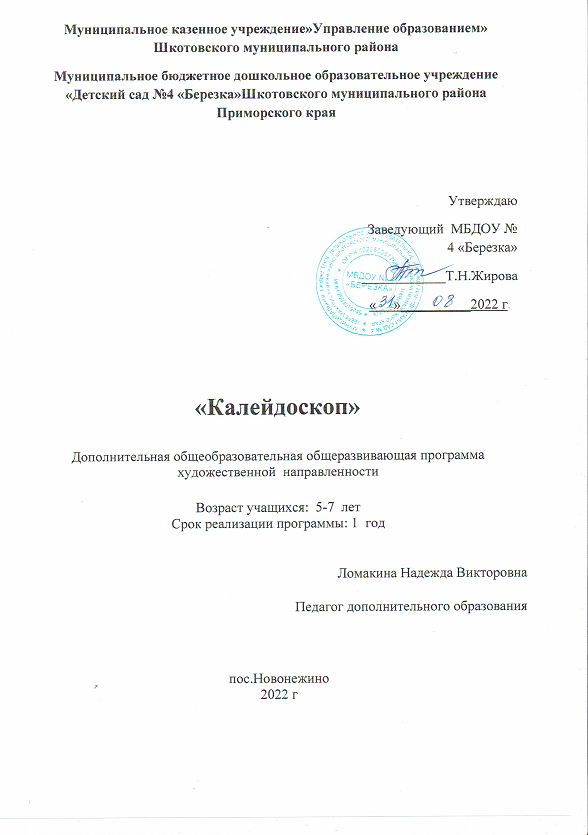 Муниципальное казенное учреждение»Управление образованием»
Шкотовского муниципального района
Муниципальное бюджетное дошкольное образовательное учреждение
«Детский сад №4 «Березка»Шкотовского муниципального района
Приморского края
Утверждаю
Заведующий МБДОУ №
4 «Березка»
МБДОУ №
«БЕРЕЗКА»
Т.Н.Жирова
«31» 08 2022 г.
«Калейдоскоп»
Дополнительная общеобразовательная общеразвивающая программа
художественной направленности
Возраст учащихся: 5-7 лет
Срок реализации программы: 1 год
Ломакина Надежда Викторовна
Педагог дополнительного образования
пос.Новонежино
2022 г